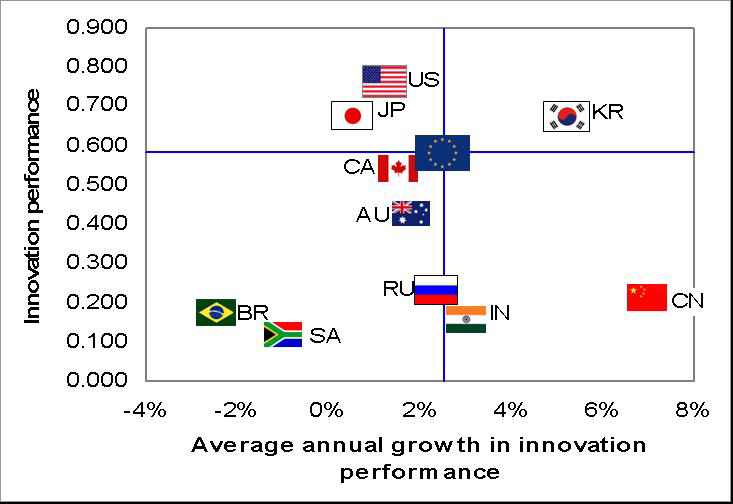 0.900
0.800
US
0.700
JP
KR
0.600
CA
0.500
AU
0.400
0.300
RU
CN
0.200
BR
IN
SA
0.100
0.000
-4% -2% 0% 2% 4% 6% 8%
Average annual growth in innovation
performance
Innovation performance